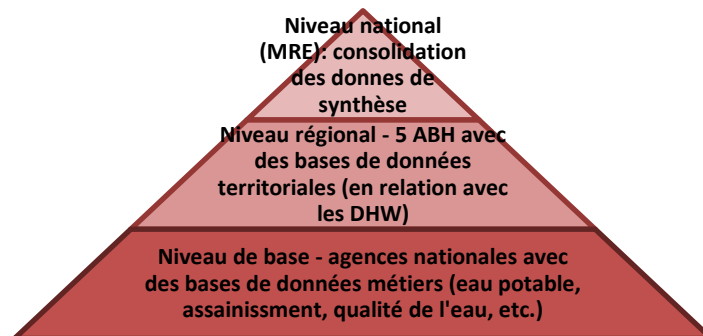 Niveau national
(MRE): consolidation
des donnes de
synthèse
Niveau régional - 5 ABH avec
des bases de données
territoriales (en relation avec
les DHW)
Niveau de base - agences nationales avec
des bases de données métiers (eau potable,
assainissment, qualité de l'eau, etc.)